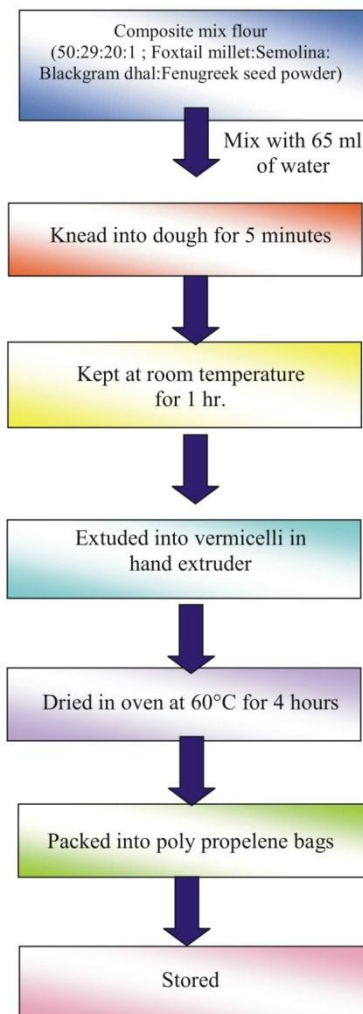 Composite mix flour
(50:29:20:1 ; Foxtail millet:Semolina:
Blackgram dhal:Fenugreek seed powder)
Mix with 65 ml
of water
Knead into dough for 5 minutes
Kept at room temperature
for 1 hr.
Extuded into vermicelli in
hand extruder
Dried in oven at 60°C for 4 hours
Packed into poly propelene bags
Stored